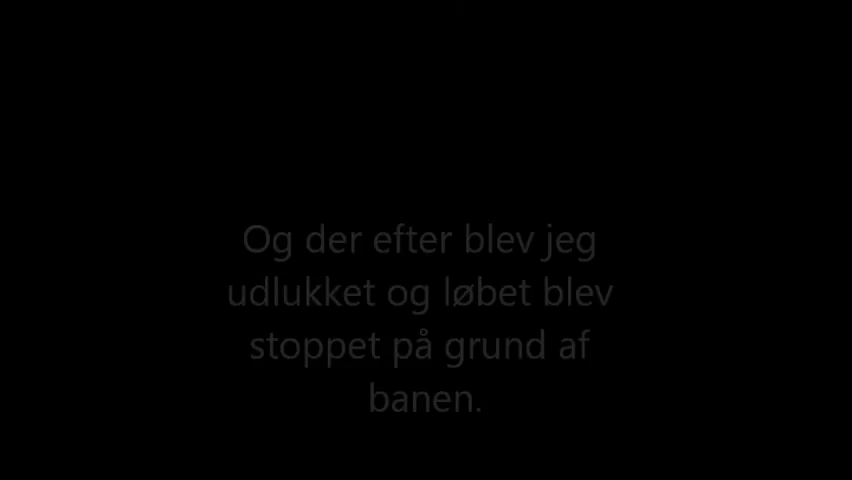 Og der efter blev jeg
udlukket og løbet blev
stoppet på grund af
banen.